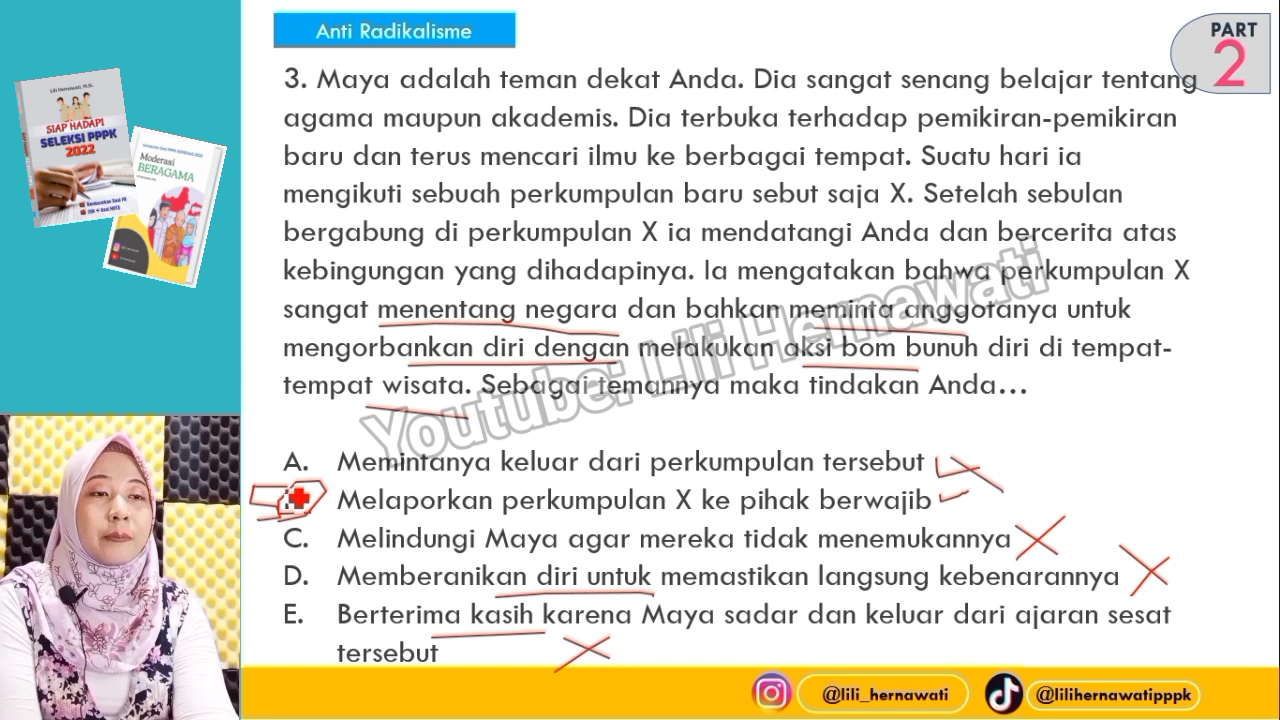 Anti Radikalisme
PART
2
3. Maya adalah teman dekat Anda. Dia sangat senang belajar tentang
agama maupun akademis. Dia terbuka terhadap pemikiran-pemikiran
baru dan terus mencari ilmu ke berbagai tempat. Suatu hari ia
mengikuti sebuah perkumpulan baru sebut saja X. Setelah sebulan
bergabung di perkumpulan X ia mendatangi Anda dan bercerita atas
kebingungan yang dihadapinya. Ia mengatakan bahwa perkumpulan X
sangat menentang negara dan bahkan meminta anggotanya untuk
mengorbankan diri dengan melakukan aksi bom bunuh diri di tempat-
tempat wisata. Sebagai temannya maka tindakan Anda...
Youtube: Lili Hernawati
A. Memintanya keluar dari perkumpulan tersebut
Melaporkan perkumpulan X ke pihak berwajib
C. Melindungi Maya agar mereka tidak menemukannya
D. Memberanikan diri untuk memastikan langsung kebenarannya
E. Berterima kasih karena Maya sadar dan keluar dari ajaran sesat
tersebut
@lili_hernawati
@lilihernawatipppk
Lili Hernawati, M.Si.
SIAP HADAPI
SELEKSI PPPK
2022
Moderasi
BERAGAMA